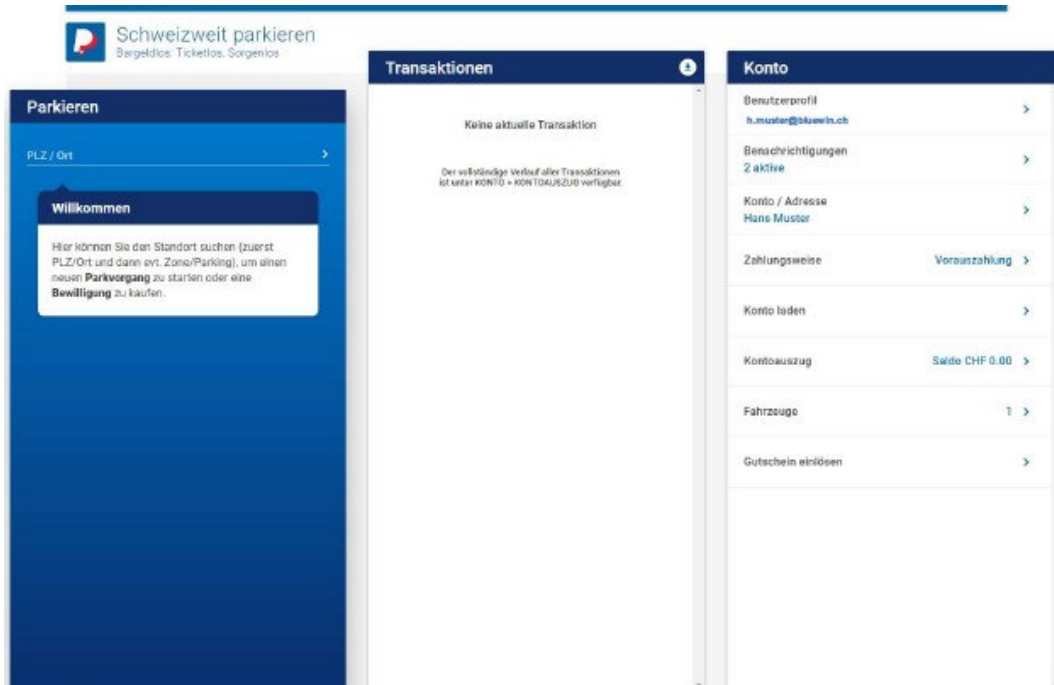 Schweizweit parkieren
Bargeldlos. Ticketlos. Sorgenlos
Parkieren
PLZ / Ort
Willkommen
Hier können Sie den Standort suchen (zuerst
PLZ/Ort und dann evt. Zone/Parking), um einen
neuen Parkvorgang zu starten oder eine
Bewilligung zu kaufen.
Transaktionen
Keine aktuelle Transaktion
Der vollständige Verlauf aller Transaktionen
ist unter KONTO > KONTOAUSZUG verfügbar.
Konto
Benutzerprofil
h.muster@bluewin.ch
Benachrichtigungen
2 aktive
Konto / Adresse
Hans Muster
Zahlungsweise Vorauszahlung
Konto laden
Kontoauszug Saldo CHF 0.00
Fahrzeuge 1
Gutschein einlösen